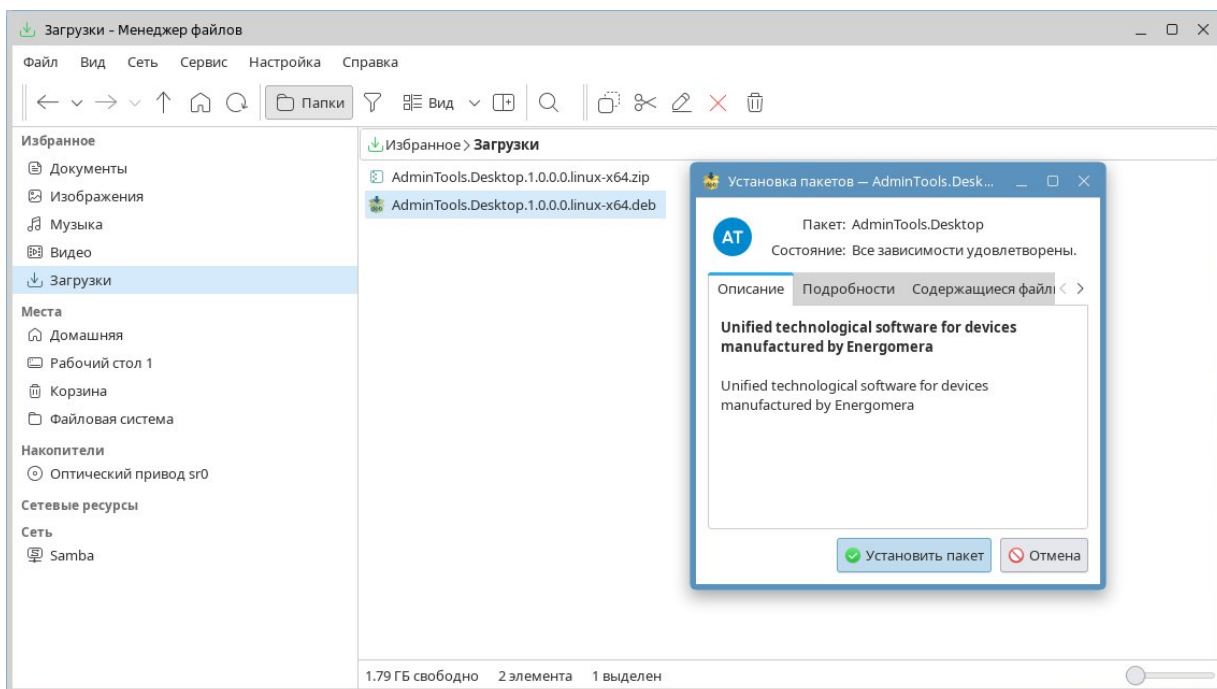 Загрузки – Менеджер файлов
Файл Вид Сеть Сервис Настройка Справка
Папки Вид
Избранное
Документы
Изображения
Музыка
Видео
Загрузки
Места
Домашняя
Рабочий стол 1
Корзина
Файловая система
Накопители
Оптический привод sr0
Сетевые ресурсы
Сеть
Samba
Избранное > Загрузки
AdminTools.Desktop.1.0.0.0.linux-x64.zip
AdminTools.Desktop.1.0.0.0.linux-x64.deb
Установка пакетов — AdminTools.Desk...
AT
Пакет: AdminTools.Desktop
Состояние: Все зависимости удовлетворены.
Описание Подробности Содержащиеся файл
Unified technological software for devices
manufactured by Energomera
Unified technological software for devices
manufactured by Energomera
Установить пакет Отмена
1.79 ГБ свободно 2 элемента 1 выделен